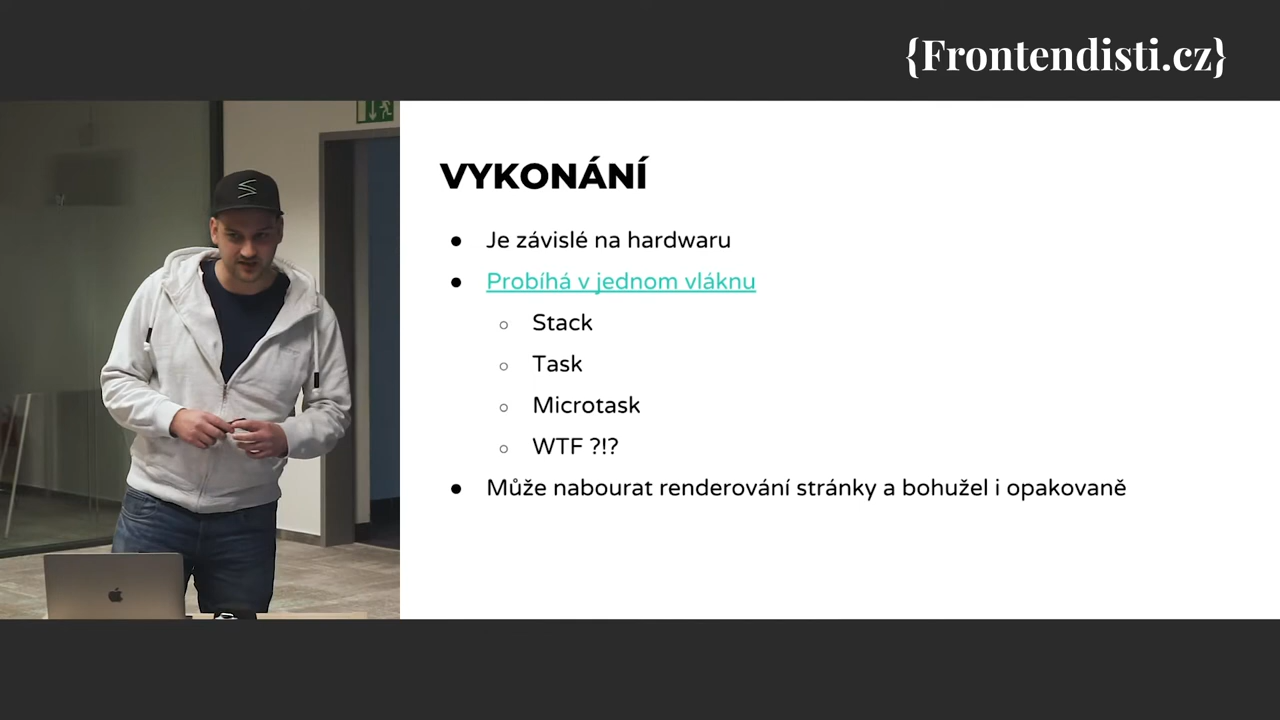 {Frontendisti.cz}
VYKONÁNÍ
Je závislé na hardwaru
Probíhá v jednom vláknu
Stack
Task
Microtask
WTF ?!?
Může nabourat renderování stránky a bohužel i opakovaně